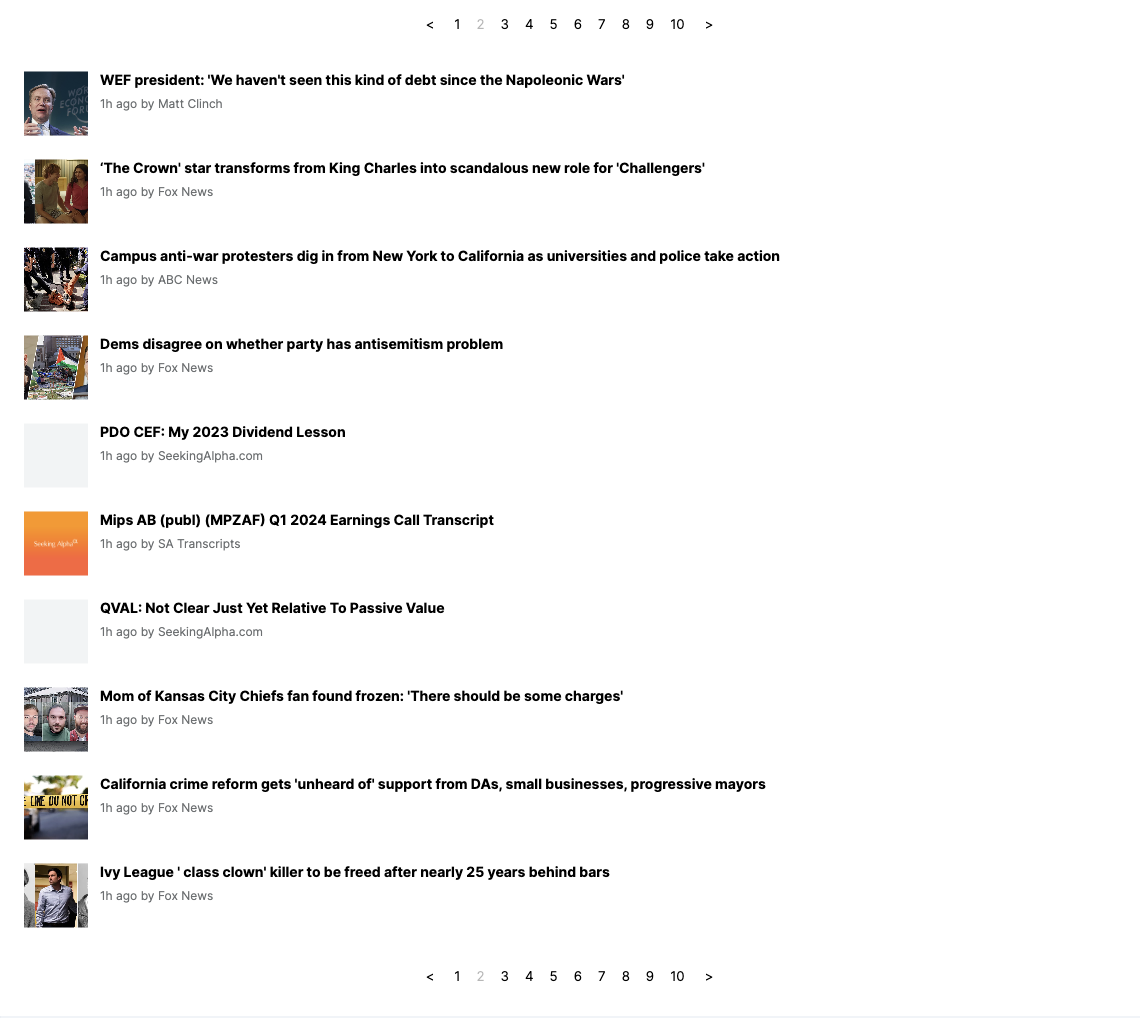 < 1 2 3 4 5 6 7 8 9 10 >
WOR
ECONO
FORU
WEF president: 'We haven't seen this kind of debt since the Napoleonic Wars'
1h ago by Matt Clinch
‘The Crown' star transforms from King Charles into scandalous new role for 'Challengers'
1h ago by Fox News
Campus anti-war protesters dig in from New York to California as universities and police take action
1h ago by ABC News
Dems disagree on whether party has antisemitism problem
1h ago by Fox News
PDO CEF: My 2023 Dividend Lesson
1h ago by SeekingAlpha.com
Seeking Alpha
Mips AB (publ) (MPZAF) Q1 2024 Earnings Call Transcript
1h ago by SA Transcripts
QVAL: Not Clear Just Yet Relative To Passive Value
1h ago by SeekingAlpha.com
Mom of Kansas City Chiefs fan found frozen: 'There should be some charges'
1h ago by Fox News
E LINE DO NOT CR
California crime reform gets 'unheard of' support from DAs, small businesses, progressive mayors
1h ago by Fox News
Ivy League ' class clown' killer to be freed after nearly 25 years behind bars
1h ago by Fox News
< 1 2 3 4 5 6 7 8 9 10 >